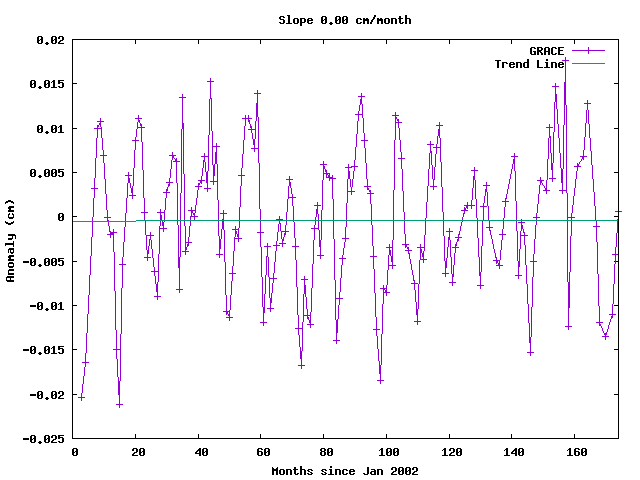 Slope 0.00 cm/month
0.02
GRACE
Trend Line
0.015
0.01
0.005
0
-0.005
-0.01
-0.015
-0.02
-0.025
Anomaly (cm)
0 20 40 60 80 100 120 140 160
Months since Jan 2002